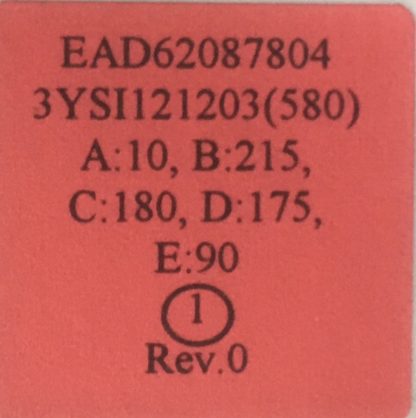 EAD62087804
3YSI121203(580)
A:10, B:215,
C:180, D:175,
E:90
1
Rev.0